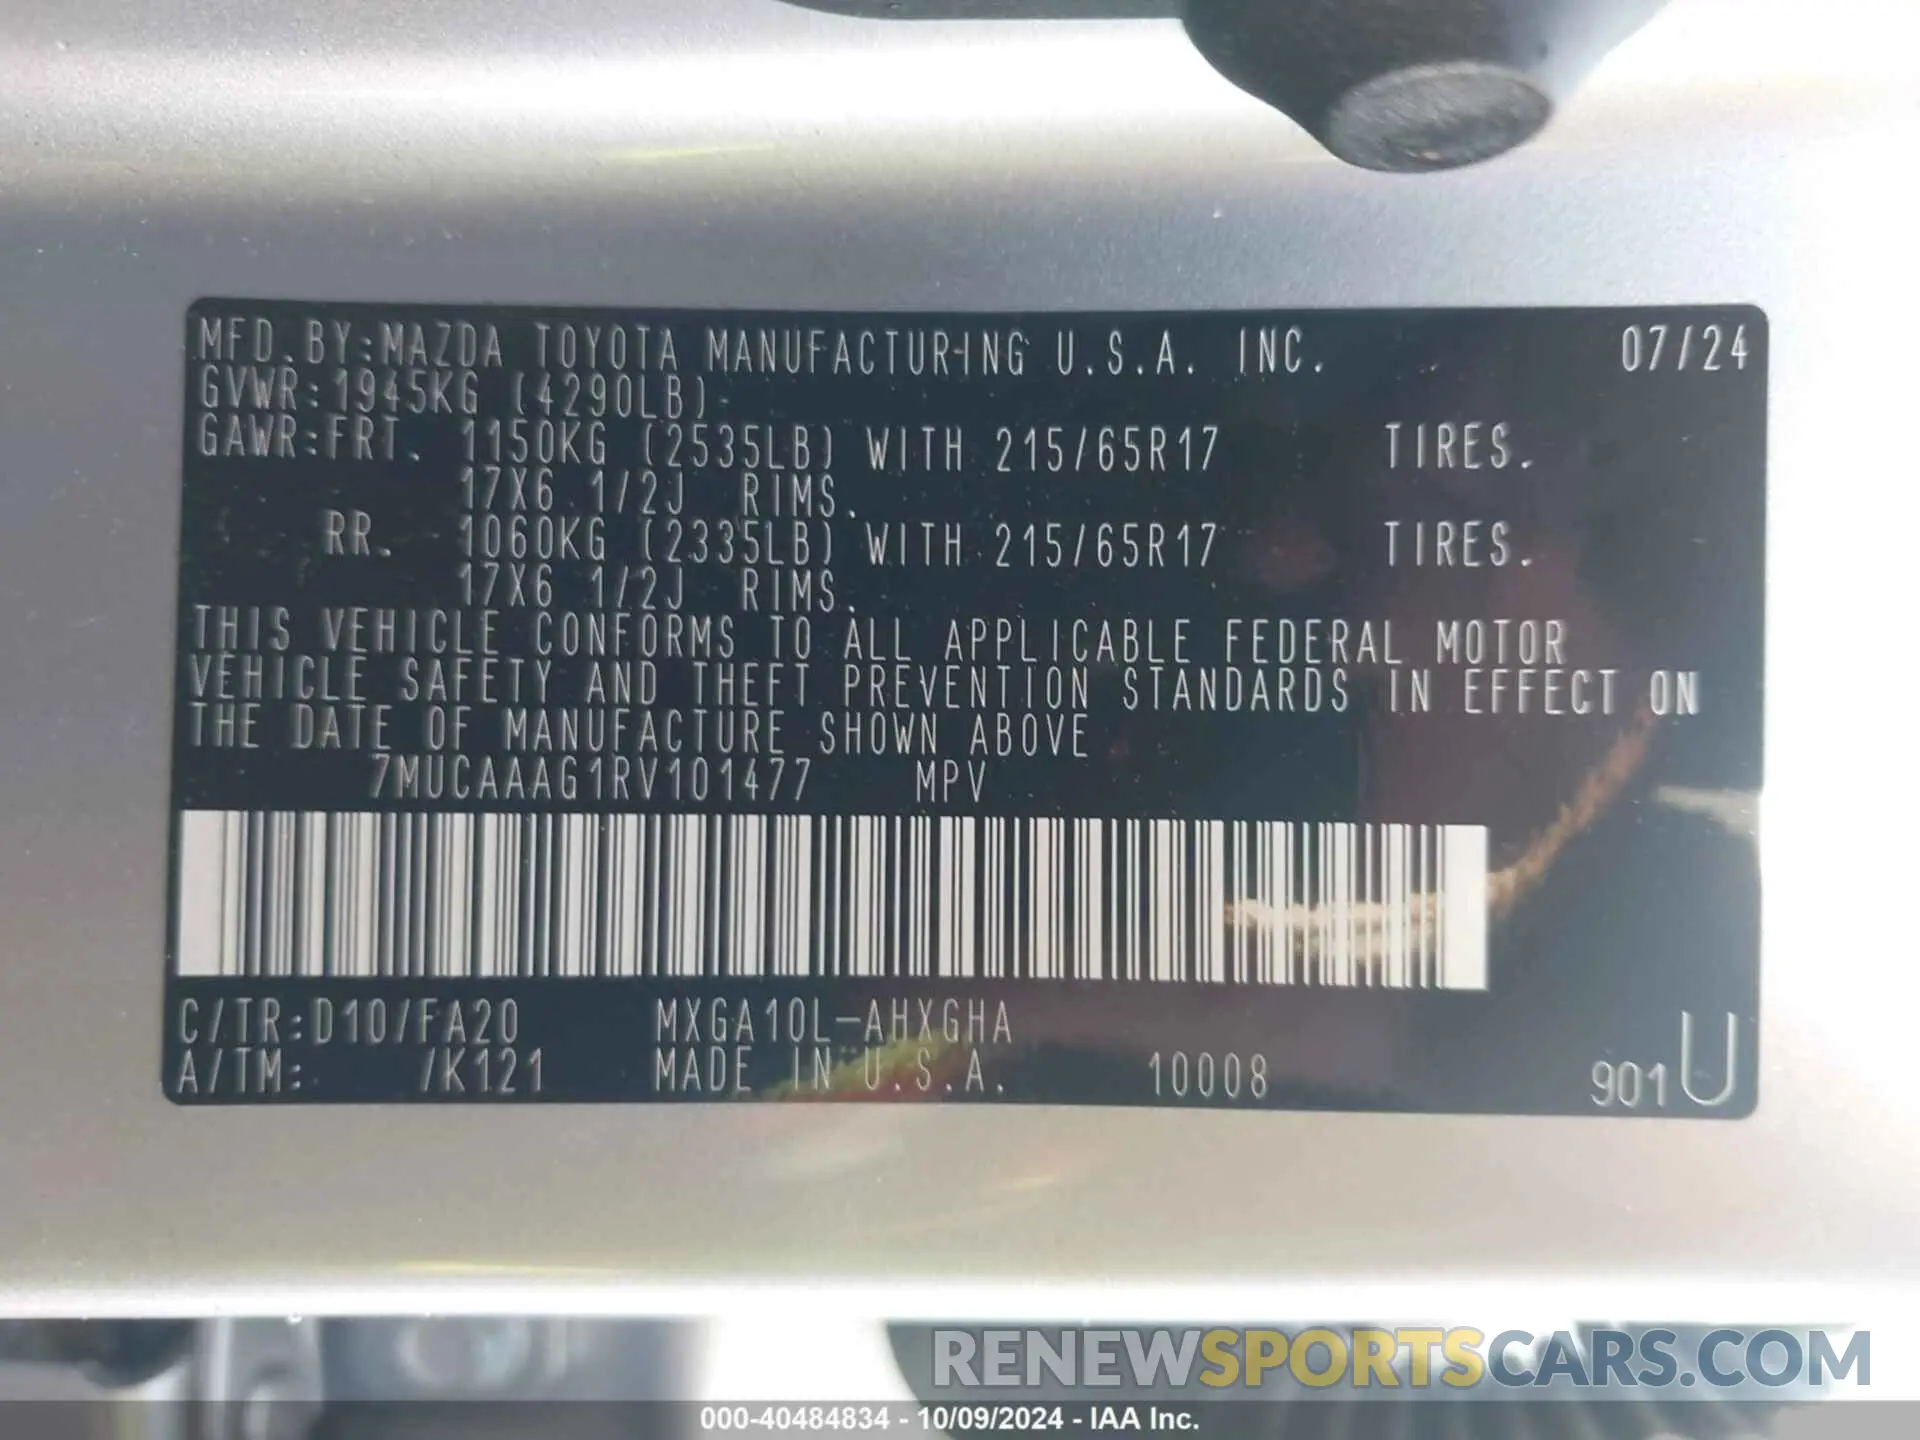 MFD. BY:MAZDA TOYOTA MANUFACTURING U.S.A. INC. 07/24
GVWR:1945KG (4290LB)
GAWR:FRT. 1150KG (2535LB) WITH 215/65R17 TIRES.
17X6 1/2J RIMS.
RR. 1060KG (2335LB) WITH 215/65R17 TIRES.
17X6 1/2J RIMS.
THIS VEHICLE CONFORMS TO ALL APPLICABLE FEDERAL MOTOR
VEHICLE SAFETY AND THEFT PREVENTION STANDARDS IN EFFECT ON
THE DATE OF MANUFACTURE SHOWN ABOVE
7MUCAAAG1RV101477 MPV
C/TR:D10/FA20 MXGA10L-AHXGHA
A/TM: /K121 MADE IN U.S.A. 10008 901U
RENEWSPORTSCARS.COM
000-40484834 - 10/09/2024 - IAA Inc.